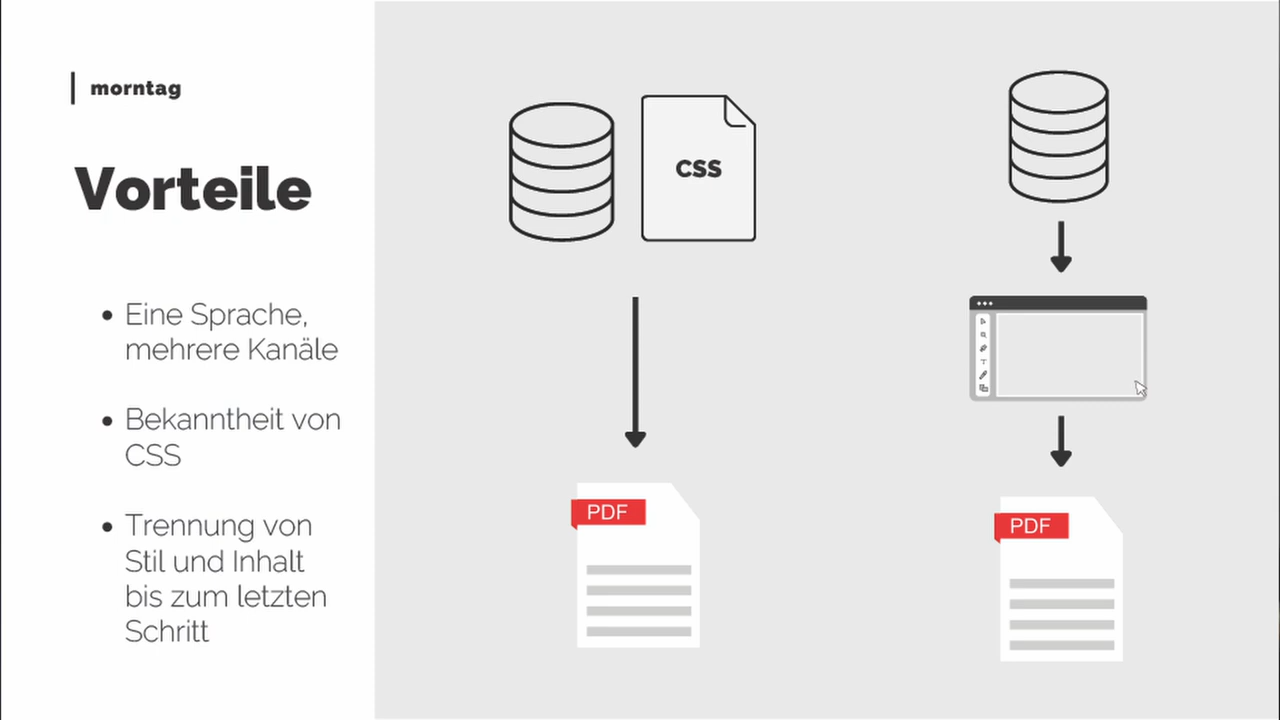 morntag
Vorteile
• Eine Sprache,
mehrere Kanäle
• Bekanntheit von
CSS
• Trennung von
Stil und Inhalt
bis zum letzten
Schritt
CSS
PDF
PDF